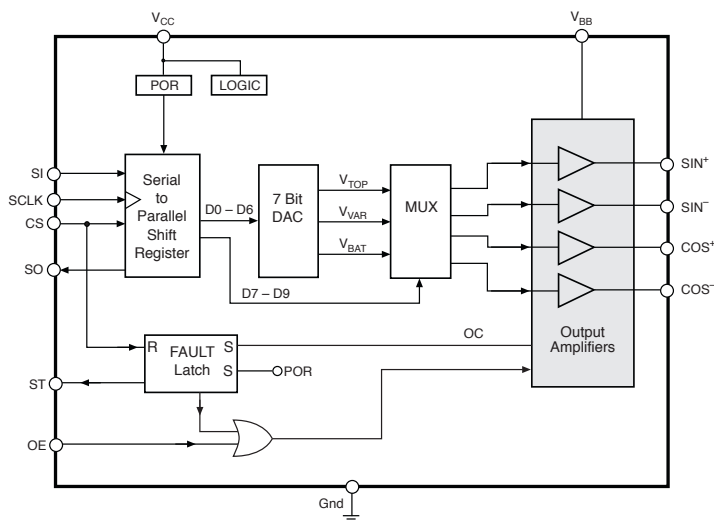 VCC
VBB
POR
LOGIC
SI
SCLK
CS
SO
Serial
to
Parallel
Shift
Register
D0 – D6
D7 – D9
7 Bit
DAC
VTOP
VVAR
VBAT
MUX
SIN+
SIN–
COS+
COS–
Output
Amplifiers
OC
R
FAULT
Latch
S
S
POR
ST
OE
Gnd